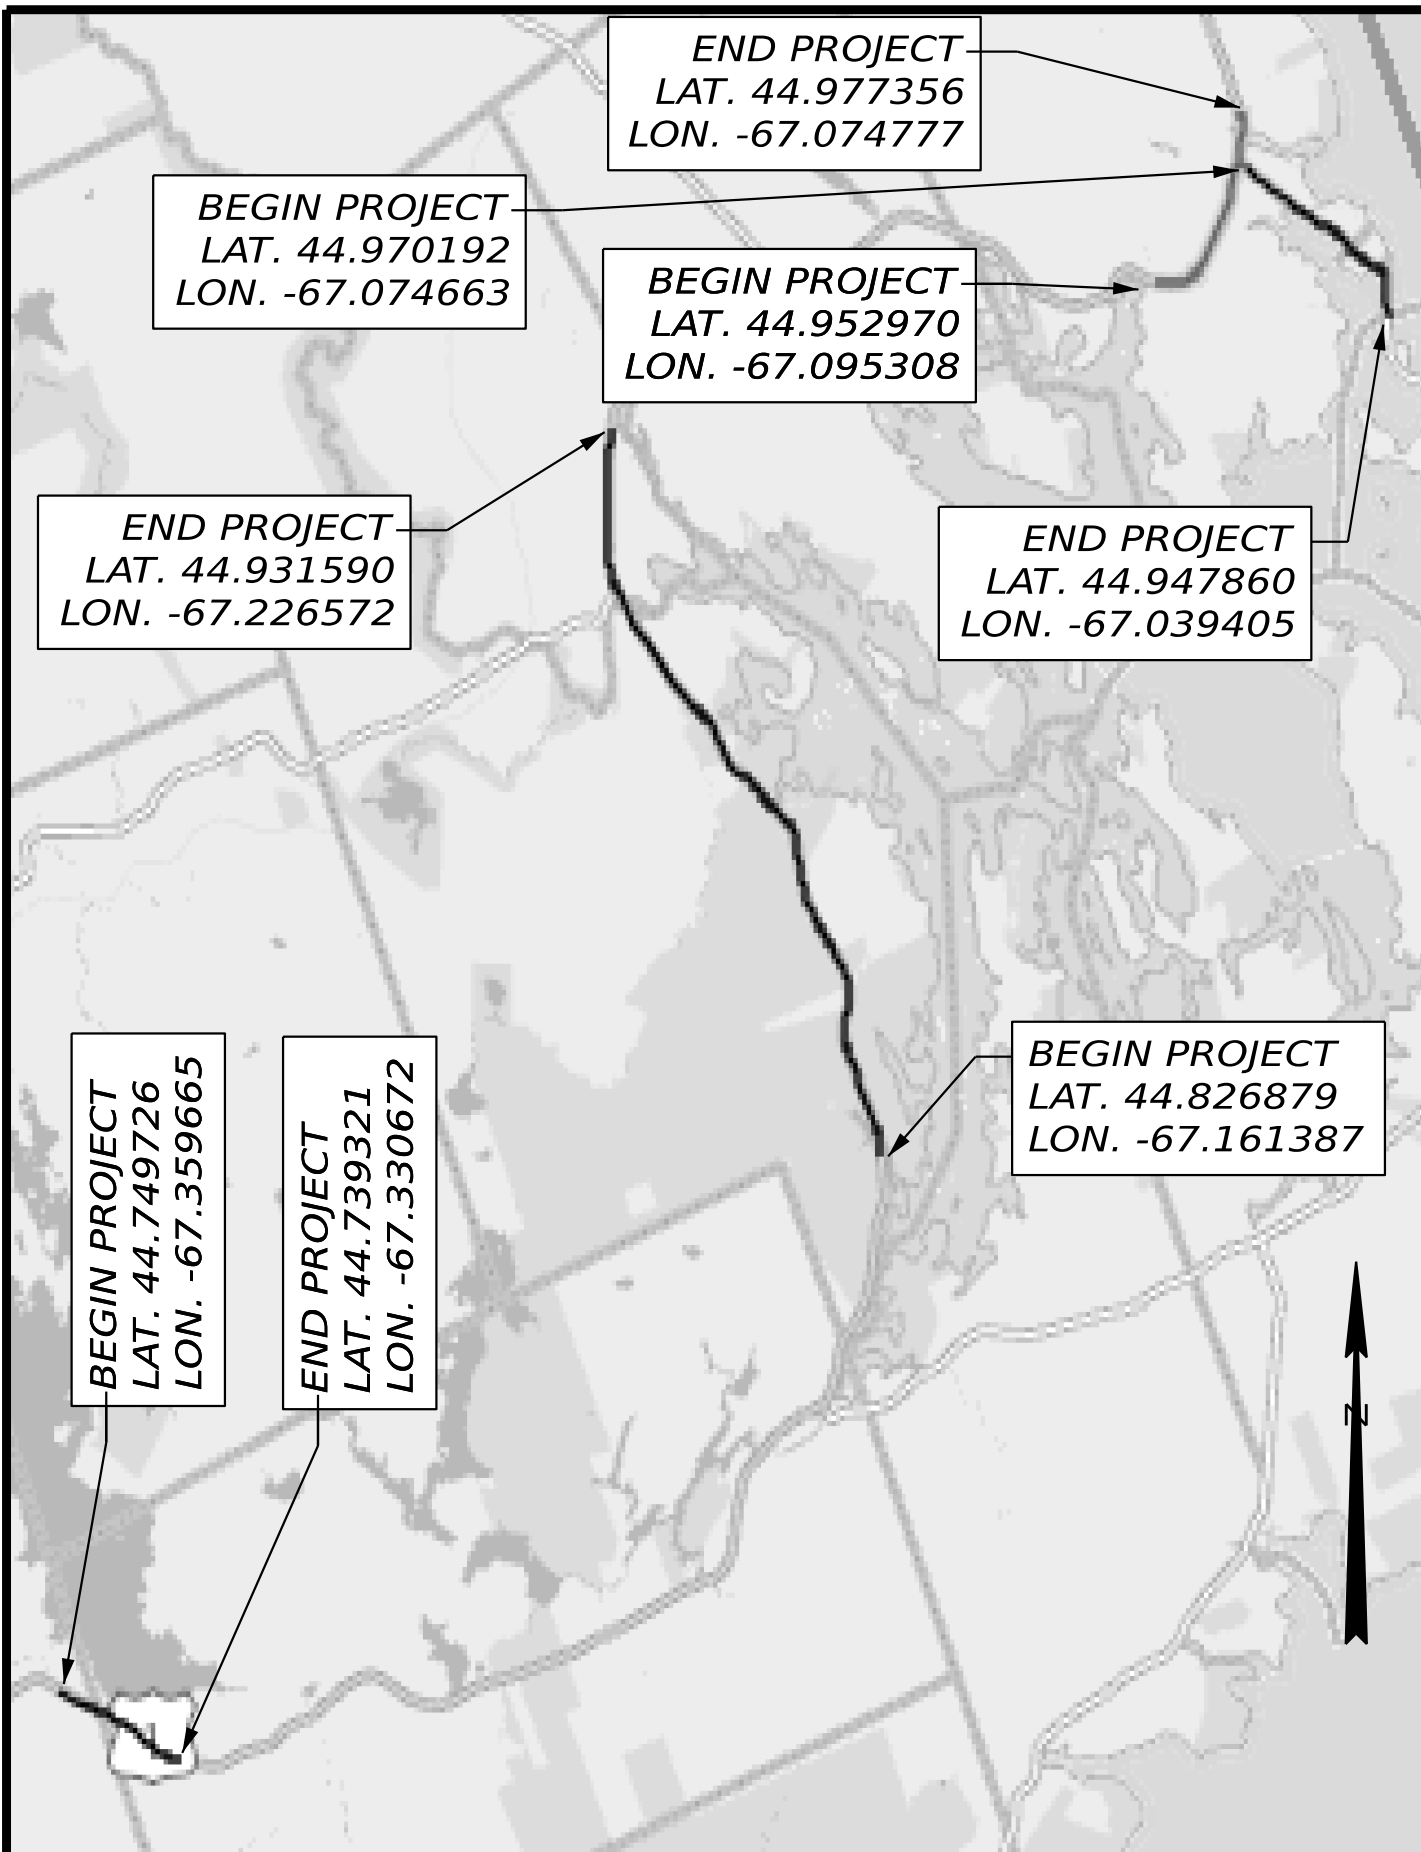 END PROJECT
LAT. 44.977356
LON. -67.074777
BEGIN PROJECT
LAT. 44.970192
LON. -67.074663
BEGIN PROJECT
LAT. 44.952970
LON. -67.095308
END PROJECT
LAT. 44.931590
LON. -67.226572
END PROJECT
LAT. 44.947860
LON. -67.039405
BEGIN PROJECT
LAT. 44.826879
LON. -67.161387
BEGIN PROJECT
LAT. 44.749726
LON. -67.359665
END PROJECT
LAT. 44.739321
LON. -67.330672
N